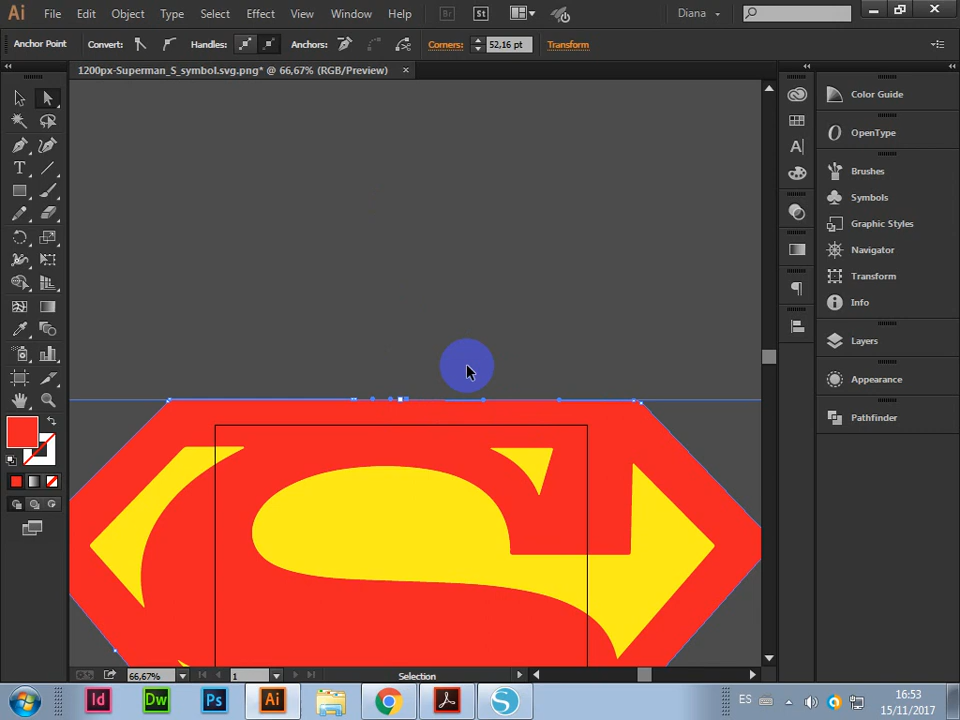 Ai File Edit Object Type Select Effect View Window Help Br St Diana
Anchor Point Convert: Handles: Anchors: Corners: 52,16 pt Transform
1200px-Superman_S_symbol.svg.png* @ 66,67% (RGB/Preview) ×
Color Guide
OpenType
Brushes
Symbols
Graphic Styles
Navigator
Transform
Info
Layers
Appearance
Pathfinder
66,67% 1 Selection
Id Dw Ps Ai ES 16:53
15/11/2017